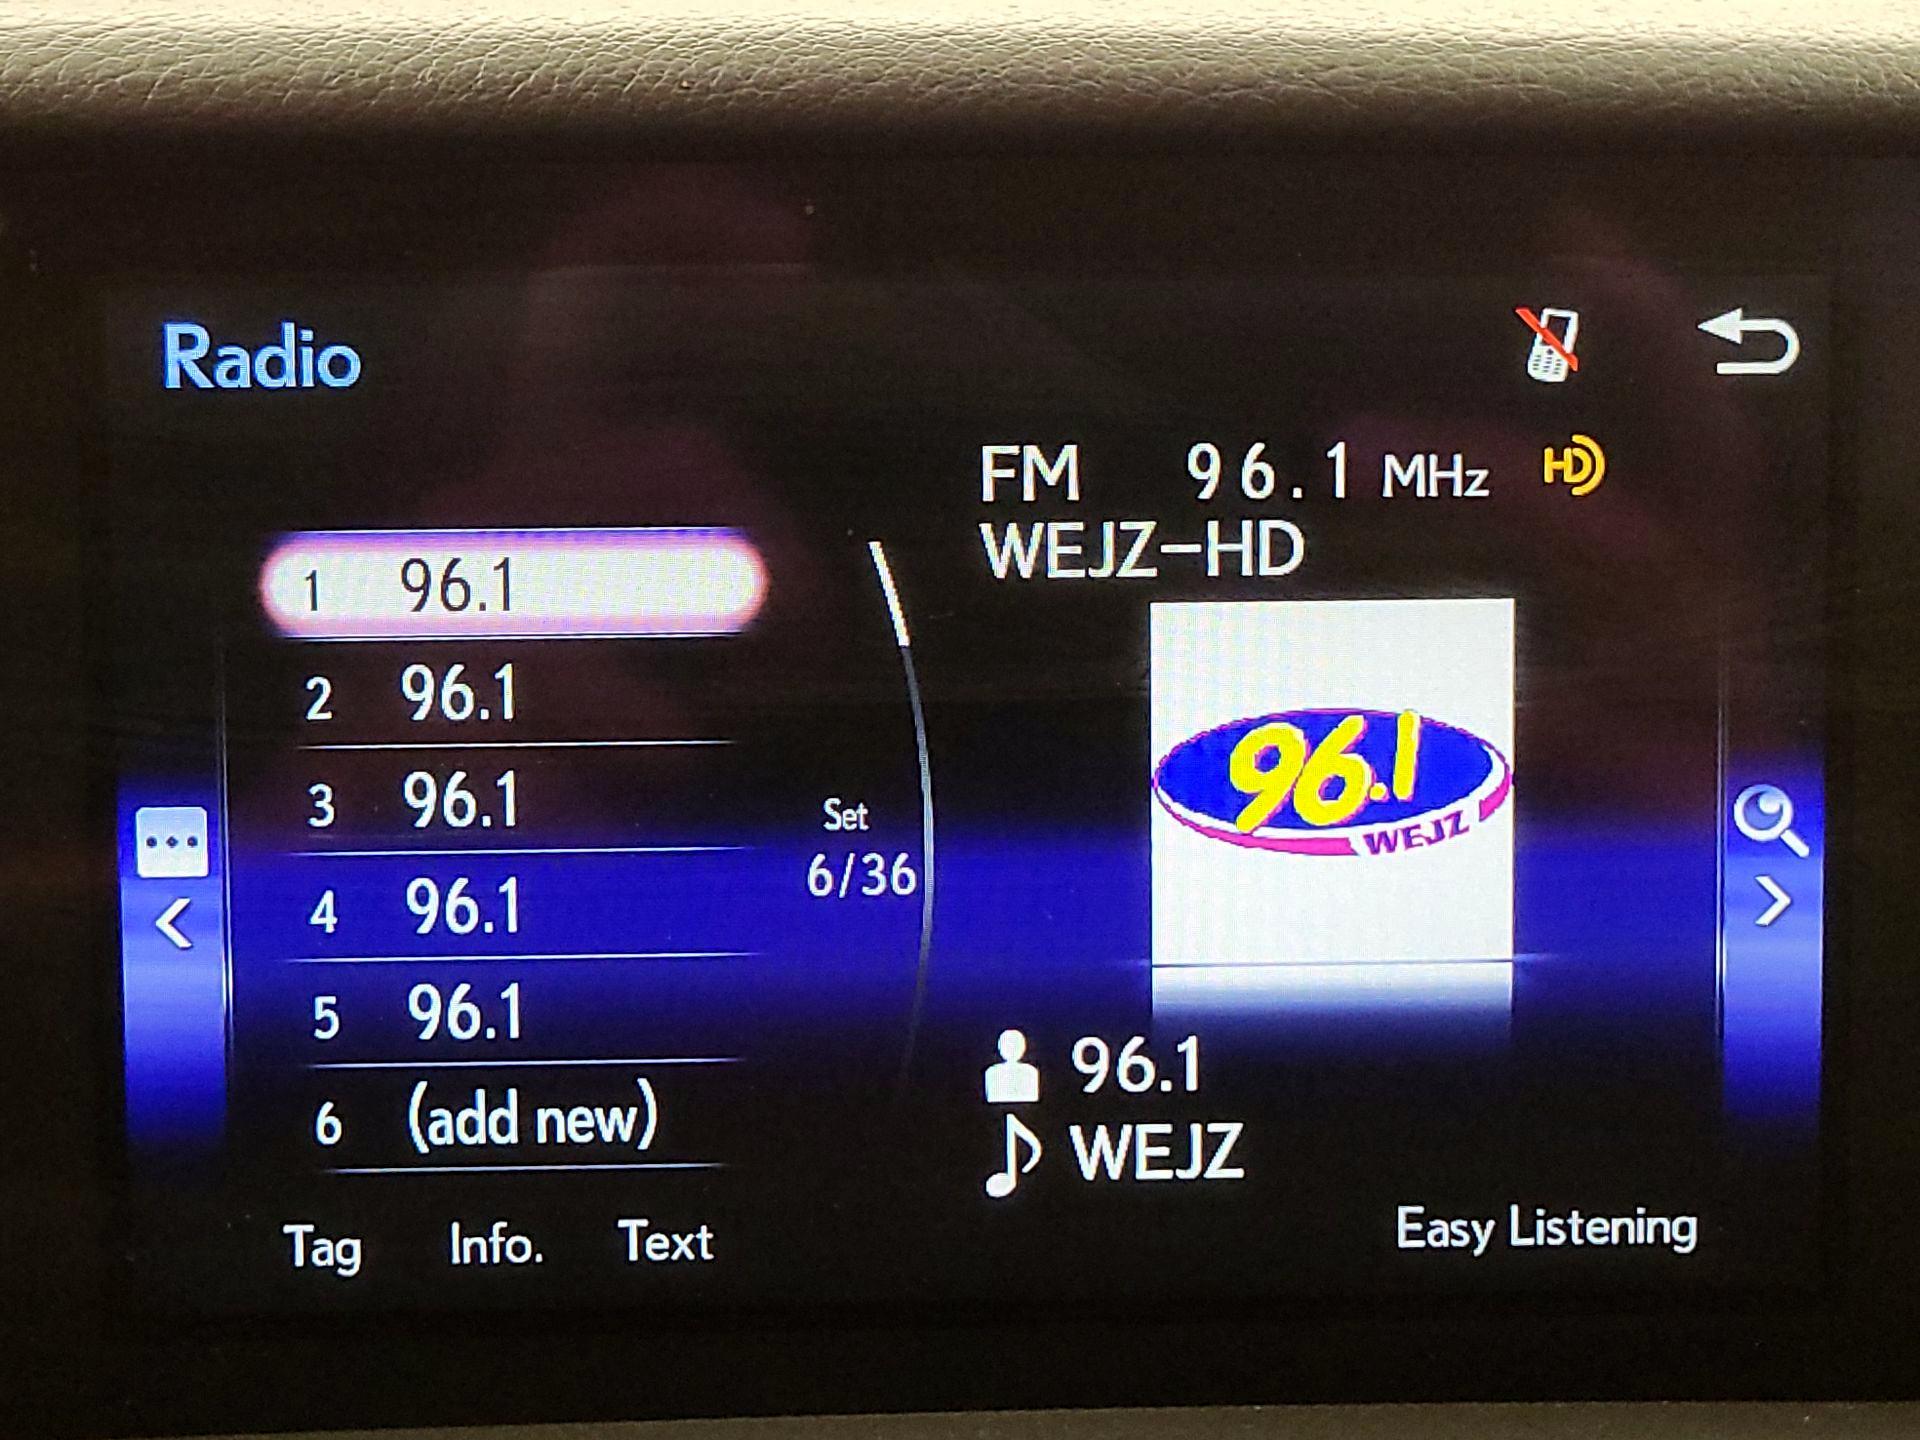 Radio
FM 96.1 MHz HD
WEJZ-HD
1 96.1
2 96.1
3 96.1
4 96.1
5 96.1
6 (add new)
Set
6/36
96.1
WEJZ
96.1
WEJZ
Tag Info. Text
Easy Listening